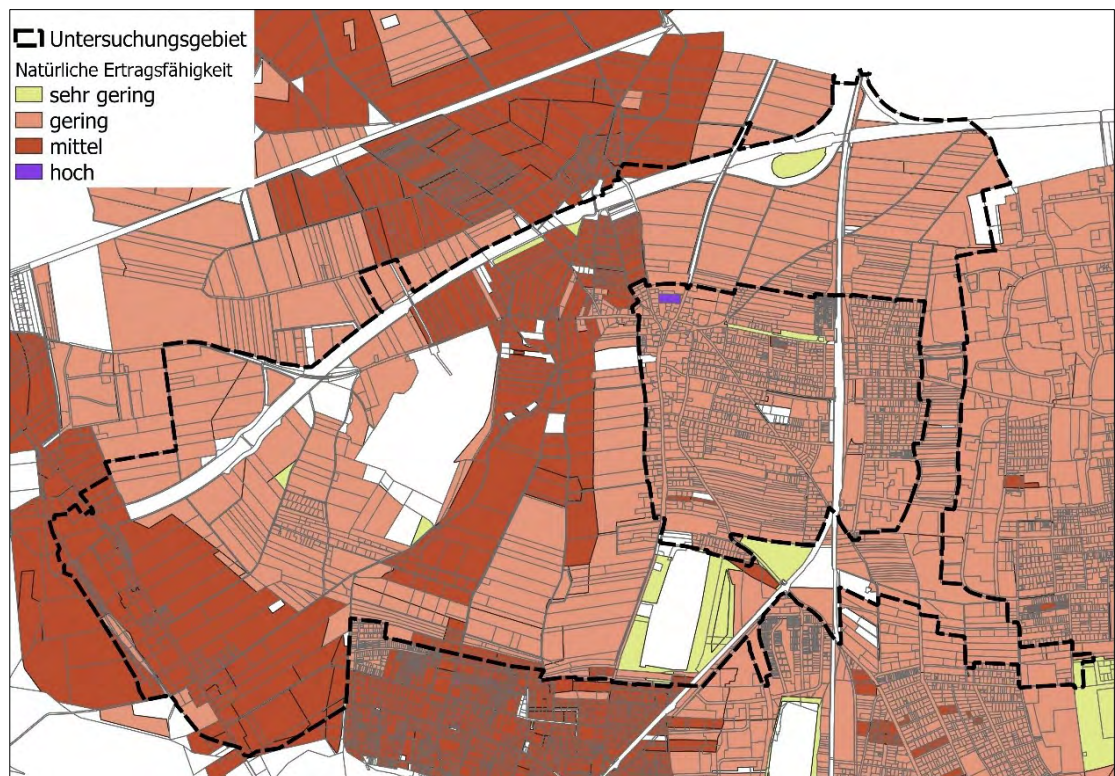 Untersuchungsgebiet
Natürliche Ertragsfähigkeit
sehr gering
gering
mittel
hoch